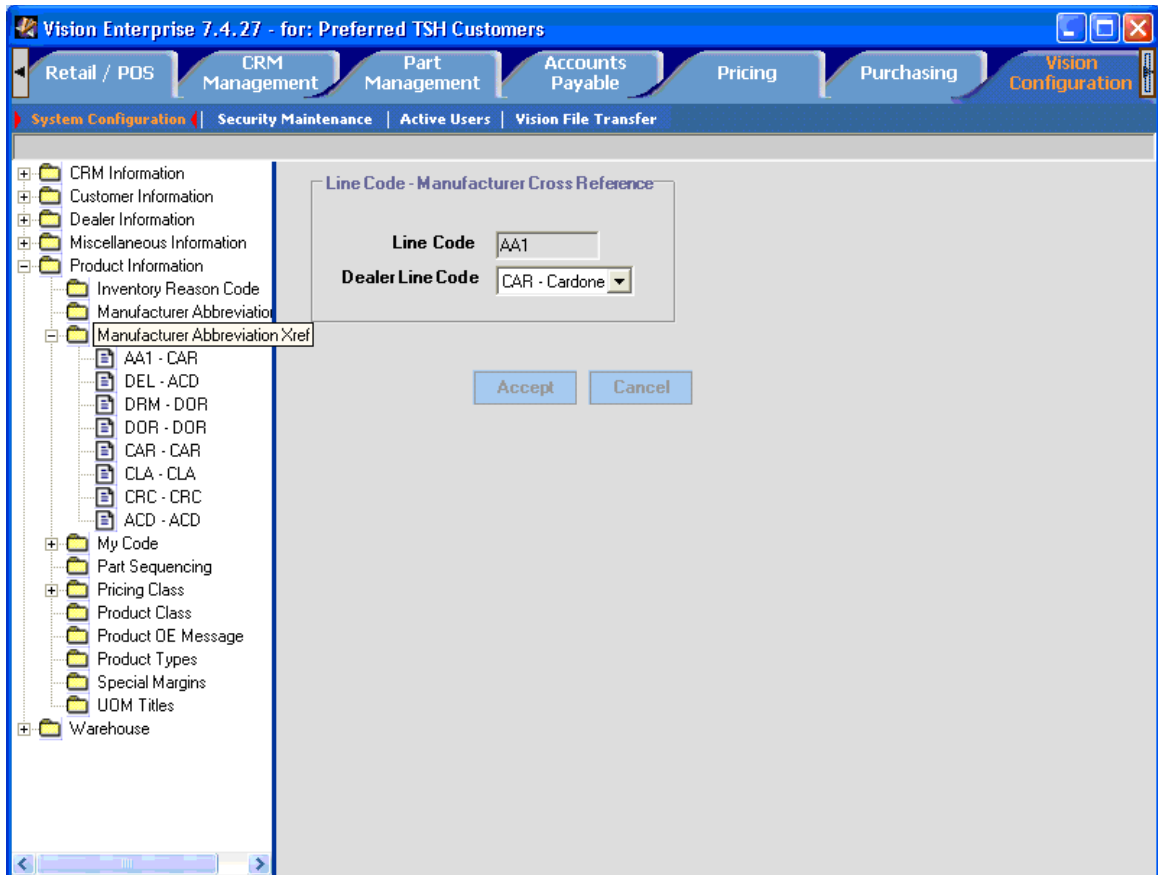 Vision Enterprise 7.4.27 - for: Preferred TSH Customers
Retail / POS
CRM
Management
Part
Management
Accounts
Payable
Pricing
Purchasing
Vision
Configuration
System Configuration | Security Maintenance | Active Users | Vision File Transfer
CRM Information
Customer Information
Dealer Information
Miscellaneous Information
Product Information
Inventory Reason Code
Manufacturer Abbreviation
Manufacturer Abbreviation Xref
AA1 - CAR
DEL - ACD
DRM - DOR
DOR - DOR
CAR - CAR
CLA - CLA
CRC - CRC
ACD - ACD
My Code
Part Sequencing
Pricing Class
Product Class
Product OE Message
Product Types
Special Margins
UOM Titles
Warehouse
Line Code - Manufacturer Cross Reference
Line Code AA1
Dealer Line Code CAR - Cardone
Accept Cancel